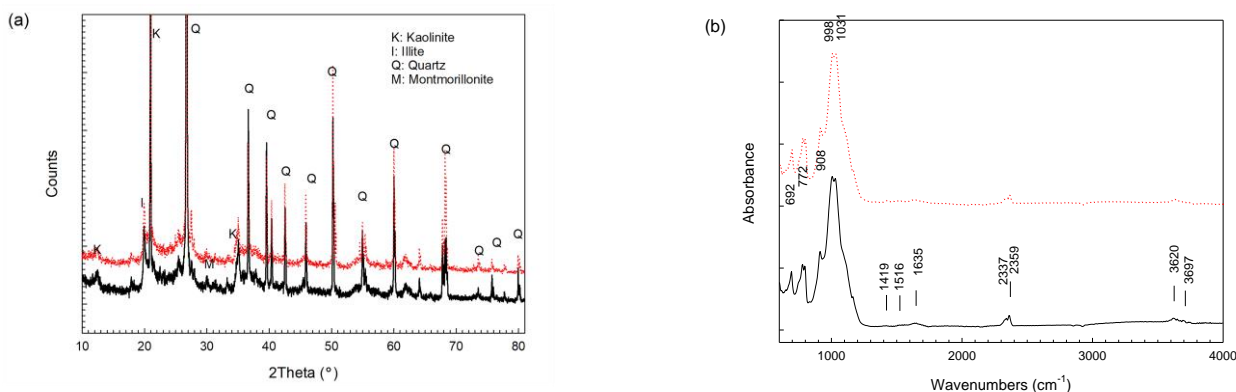 (a)
K
Q
K: Kaolinite
I: Illite
Q: Quartz
M: Montmorillonite
Q
Q
Q
Q
Q
Q
Q
Q
I
K
K
M
Q
Q
Q
Counts
10 20 30 40 50 60 70 80
2Theta (°)
(b)
998
1031
692
772
908
1419
1516
1635
2337
2359
3620
3697
Absorbance
1000 2000 3000 4000
Wavenumbers (cm⁻¹)